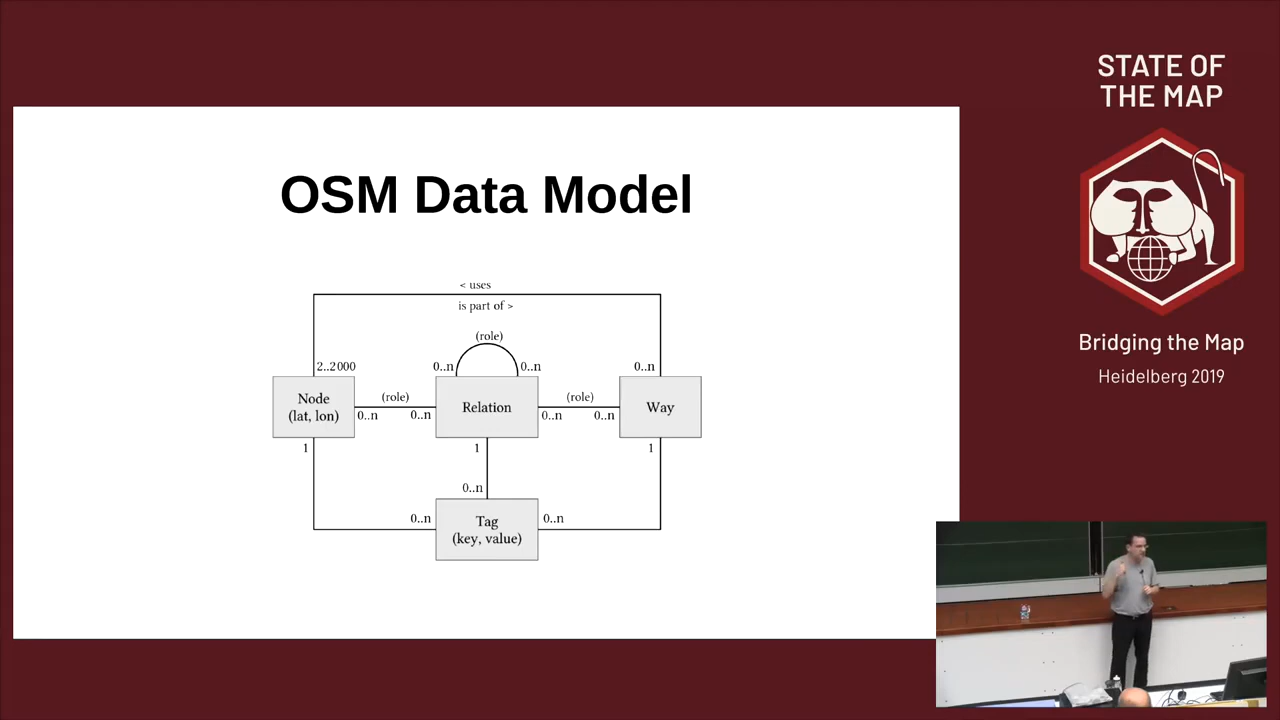 STATE OF
THE MAP
Bridging the Map
Heidelberg 2019
OSM Data Model
< uses
is part of >
(role)
2..2000
0..n
0..n
0..n
Node
(lat, lon)
(role)
0..n
0..n
Relation
(role)
0..n
0..n
Way
1
1
1
0..n
0..n
0..n
Tag
(key, value)